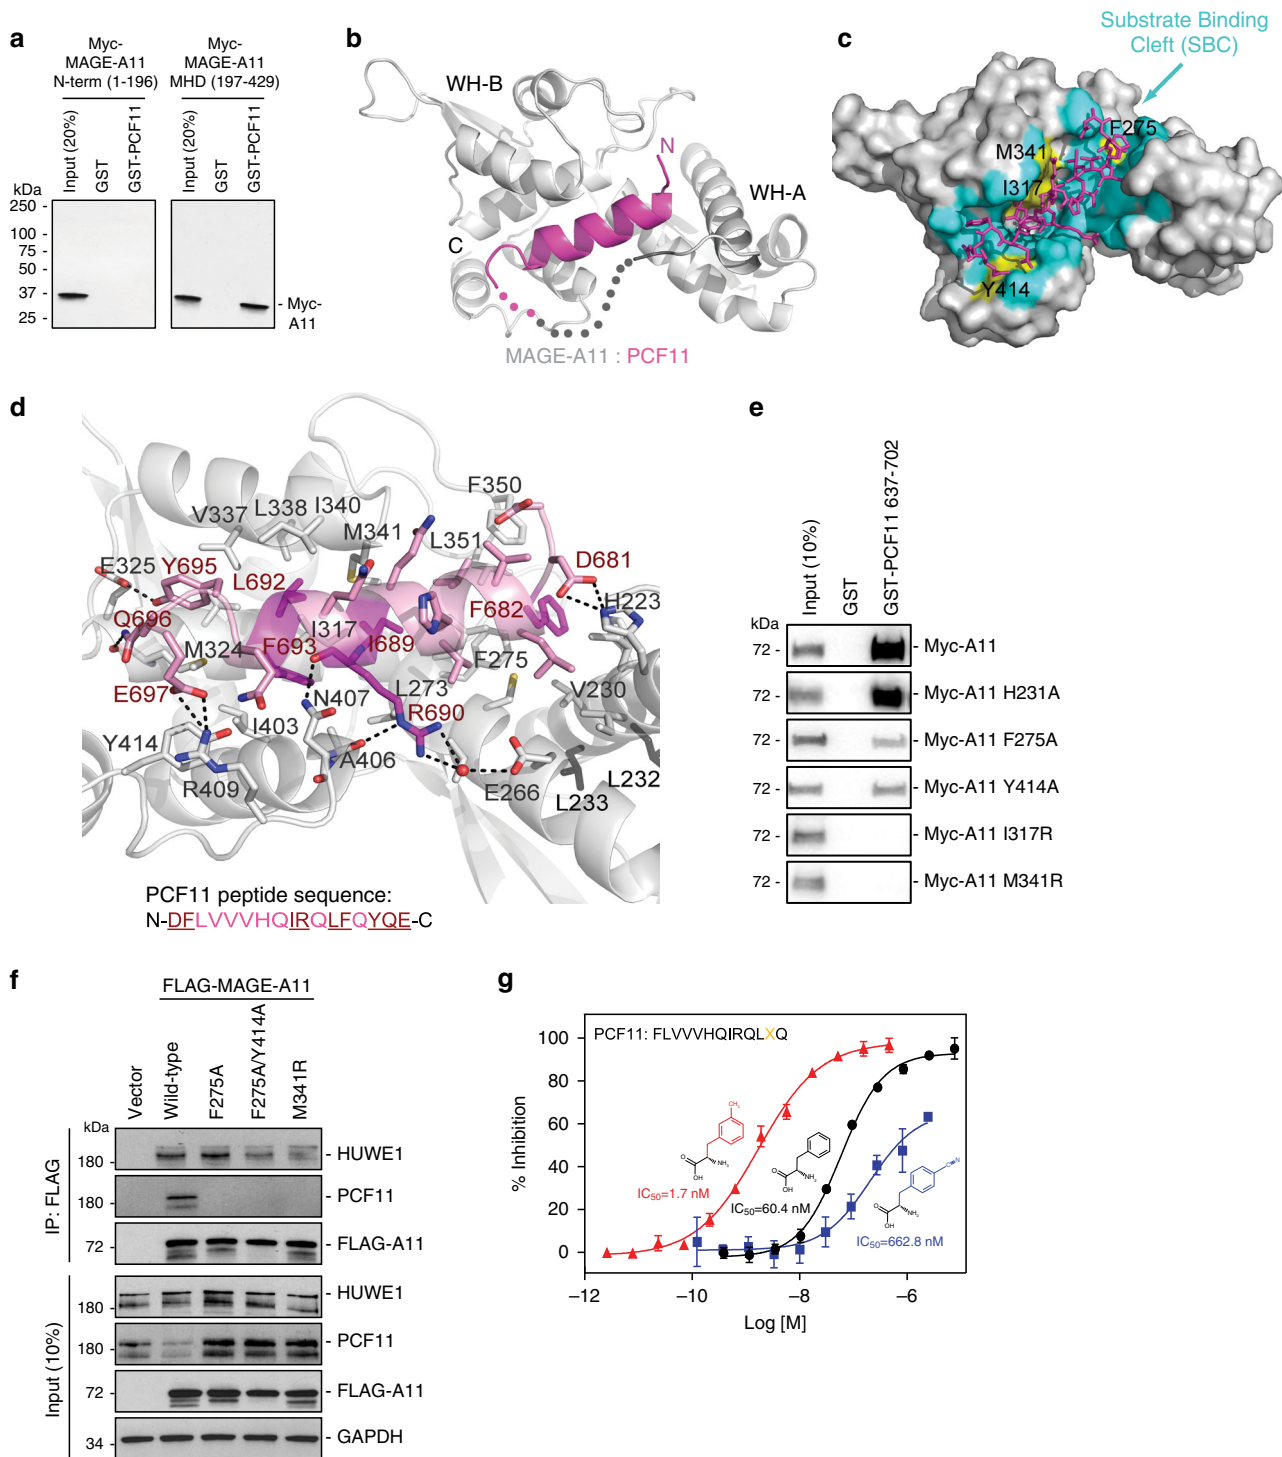 a
Myc-
MAGE-A11
N-term (1-196)
Myc-
MAGE-A11
MHD (197-429)
Input (20%)
GST
GST-PCF11
Input (20%)
GST
GST-PCF11
kDa
250 -
100 -
75 -
50 -
37 -
25 -
- Myc-
A11
b
WH-B
N
WH-A
C
MAGE-A11 : PCF11
c
Substrate Binding
Cleft (SBC)
F275
M341
I317
Y414
d
F350
V337
L338
I340
M341
L351
D681
E325
Y695
L692
F682
H223
Q696
I317
I689
M324
F693
F275
E697
N407
L273
V230
I403
R690
Y414
A406
L232
R409
E266
L233
PCF11 peptide sequence:
N-DFLVVVHQIRQLFQYQE-C
e
Input (10%)
GST
GST-PCF11 637-702
kDa
72 -
- Myc-A11
72 -
- Myc-A11 H231A
72 -
- Myc-A11 F275A
72 -
- Myc-A11 Y414A
72 -
- Myc-A11 I317R
72 -
- Myc-A11 M341R
f
FLAG-MAGE-A11
Vector
Wild-type
F275A
F275A/Y414A
M341R
kDa
IP: FLAG
180 -
- HUWE1
180 -
- PCF11
72 -
- FLAG-A11
Input (10%)
180 -
- HUWE1
180 -
- PCF11
72 -
- FLAG-A11
34 -
- GAPDH
g
PCF11: FLVVVHQIRQLXQ
% Inhibition
100
80
60
40
20
0
CH₃
O
OH
NH₂
IC₅₀=1.7 nM
O
OH
NH₂
IC₅₀=60.4 nM
C≡N
O
OH
NH₂
IC₅₀=662.8 nM
−12
−10
−8
−6
Log [M]